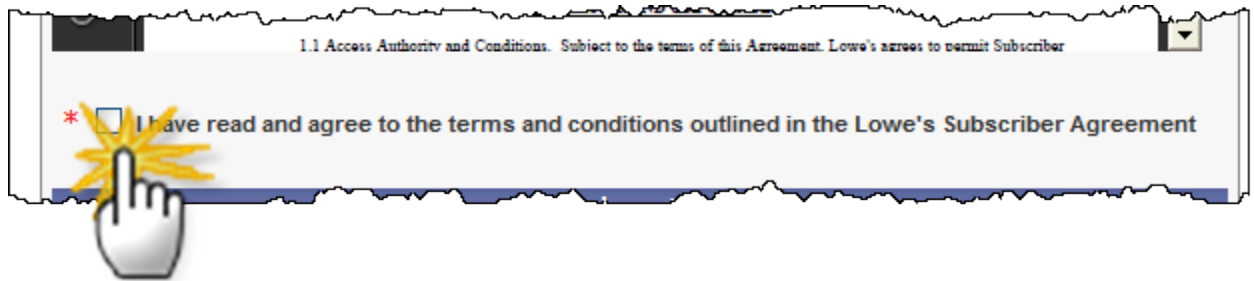 1.1 Access Authority and Conditions. Subject to the terms of this Agreement, Lowe's agrees to permit Subscriber
* I have read and agree to the terms and conditions outlined in the Lowe's Subscriber Agreement